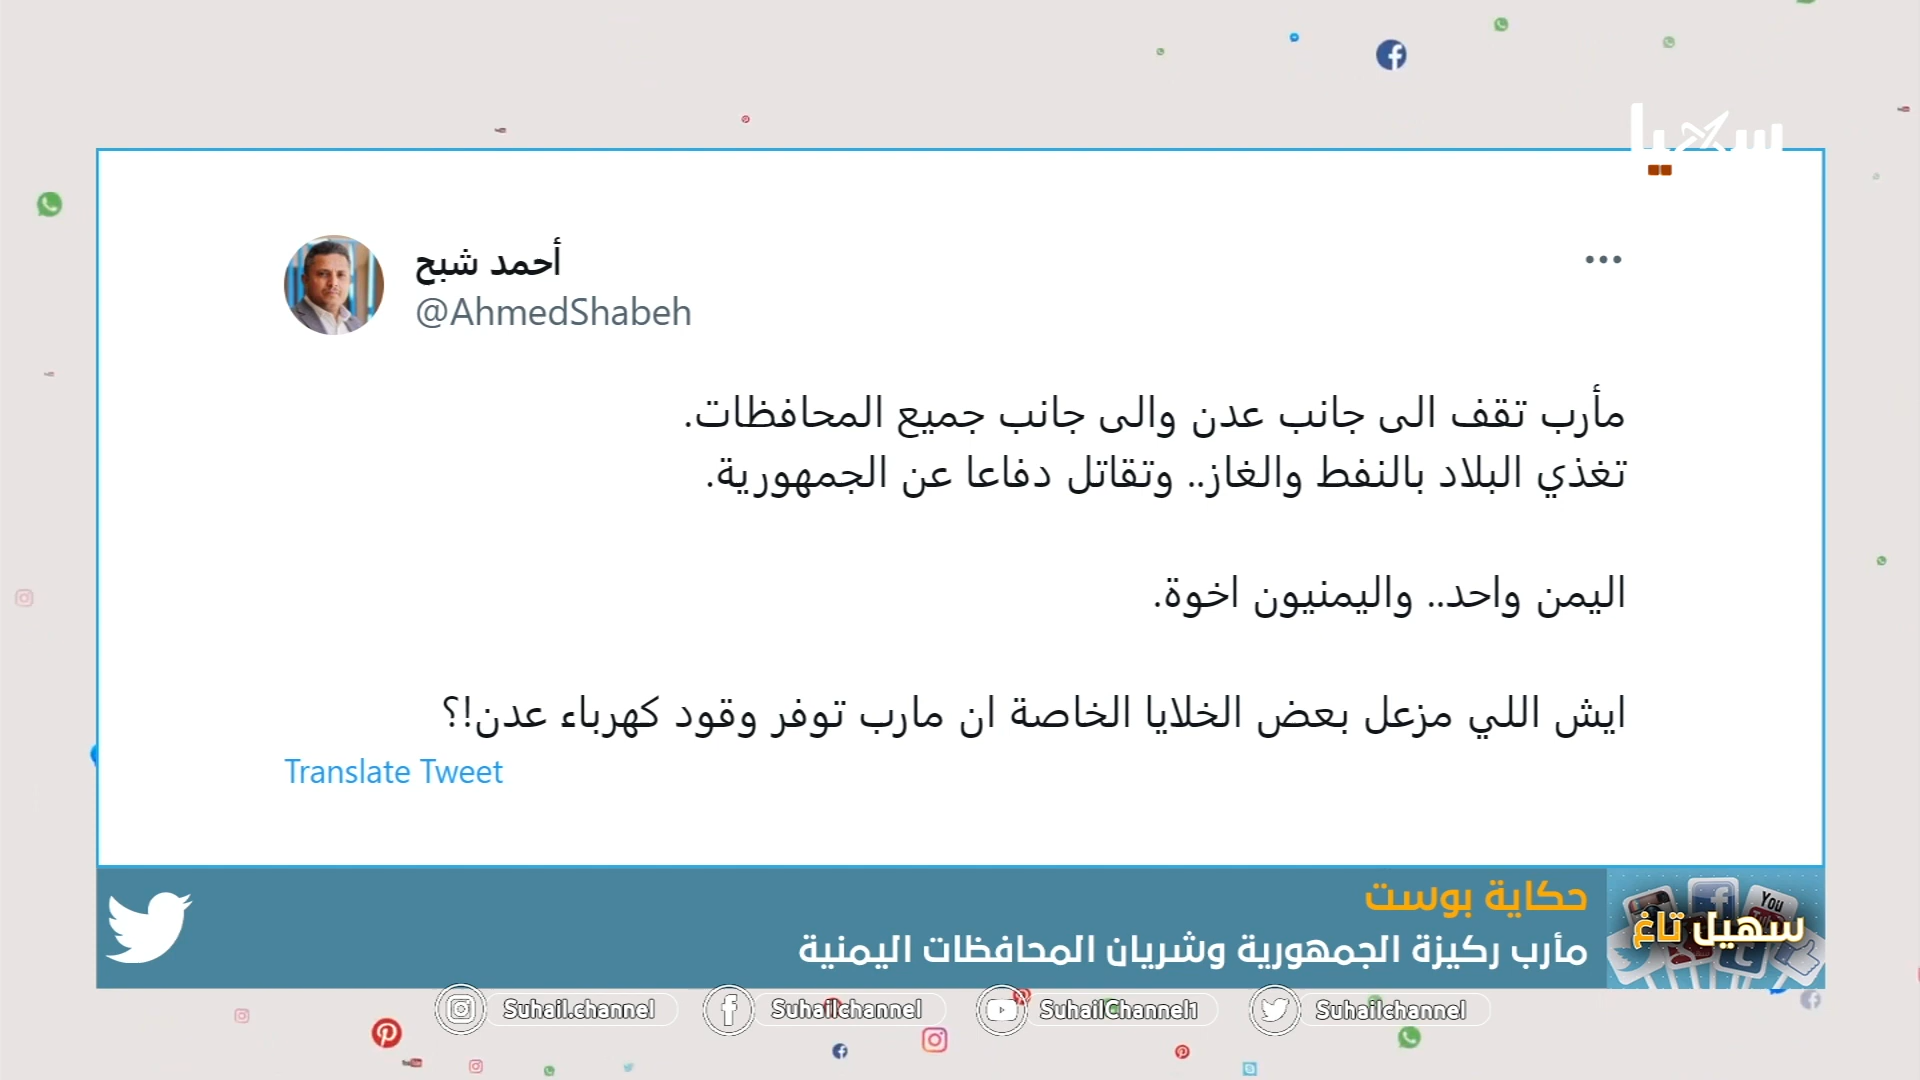 سهيل
أحمد شبح
@AhmedShabeh
مأرب تقف الى جانب عدن والى جانب جميع المحافظات.
تغذي البلاد بالنفط والغاز.. وتقاتل دفاعا عن الجمهورية.
اليمن واحد.. واليمنيون اخوة.
ايش اللي مزعل بعض الخلايا الخاصة ان مارب توفر وقود كهرباء عدن!؟
Translate Tweet
حكاية بوست
مأرب ركيزة الجمهورية وشريان المحافظات اليمنية
سهيل تاغ
You
Suhail.channel
Suhailchannel
SuhailChannel1
Suhailchannel